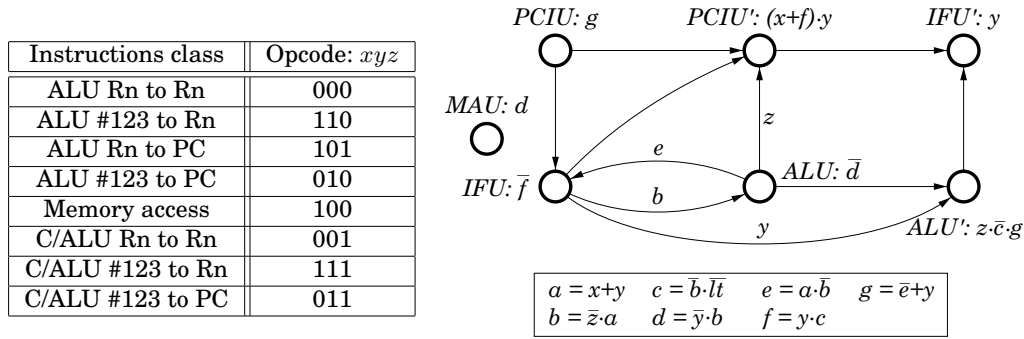 Instructions class Opcode: xyz
ALU Rn to Rn 000
ALU #123 to Rn 110
ALU Rn to PC 101
ALU #123 to PC 010
Memory access 100
C/ALU Rn to Rn 001
C/ALU #123 to Rn 111
C/ALU #123 to PC 011
PCIU: g
PCIU': (x+f)·y
IFU': y
MAU: d
z
e
IFU: f̅
ALU: d̅
b
y
ALU': z·c̅·g
a = x+y c = b̅·l̅t̅ e = a·b̅ g = e̅+y
b = z̅·a d = y̅·b f = y·c